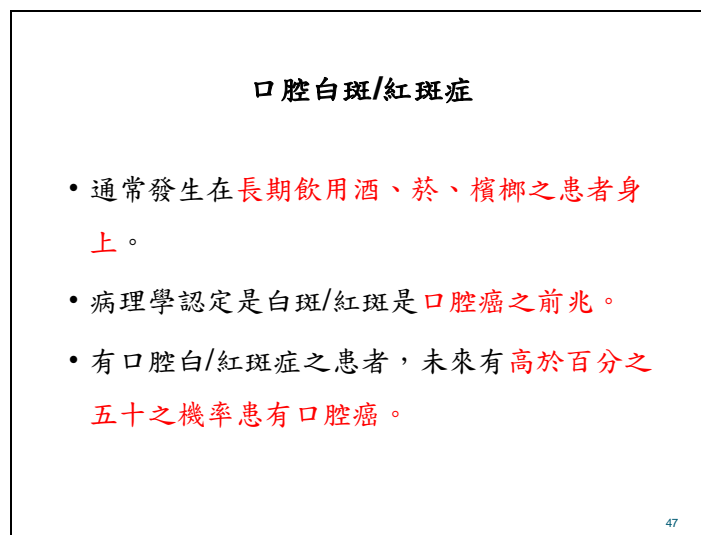 口腔白斑/紅斑症
• 通常發生在長期飲用酒、菸、檳榔之患者身
上。
• 病理學認定是白斑/紅斑是口腔癌之前兆。
• 有口腔白/紅斑症之患者，未來有高於百分之
五十之機率患有口腔癌。
47